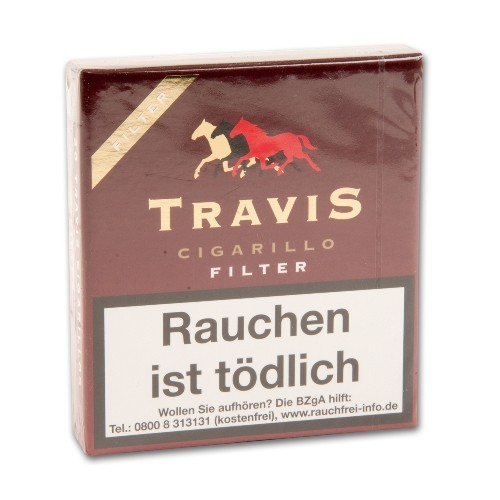 FILTER
TRAVIS
CIGARILLO
FILTER
Rauchen
ist tödlich
Wollen Sie aufhören? Die BZgA hilft:
Tel.: 0800 8 313131 (kostenfrei), www.rauchfrei-info.de